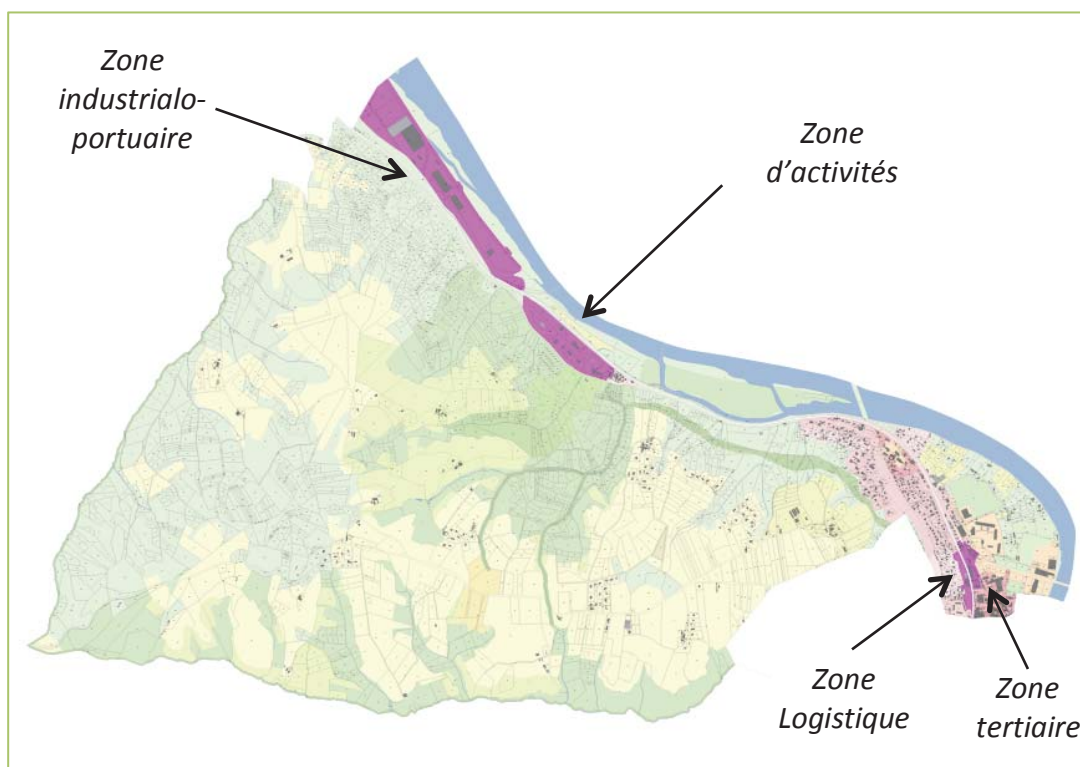 Zone
industrialo-
portuaire
Zone
d’activités
Zone
Logistique
Zone
tertiaire